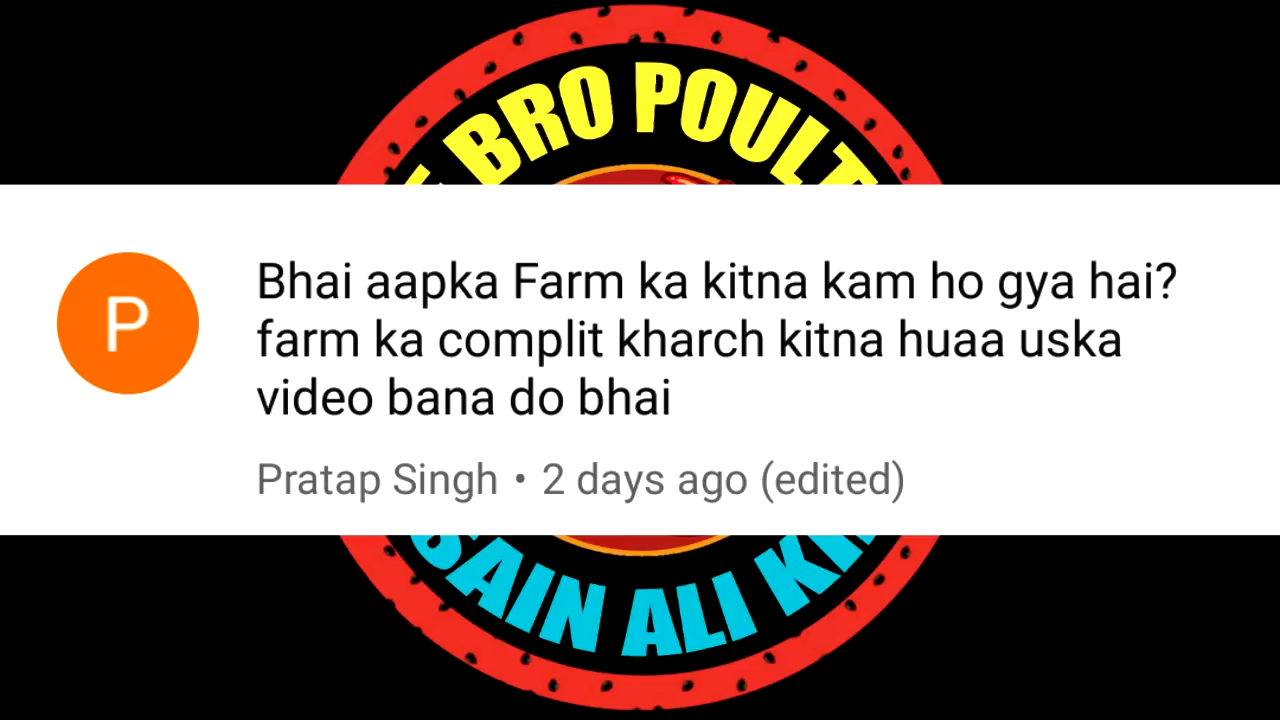 BRO POULT
P
Bhai aapka Farm ka kitna kam ho gya hai?
farm ka complit kharch kitna huaa uska
video bana do bhai
Pratap Singh • 2 days ago (edited)
SAIN ALI